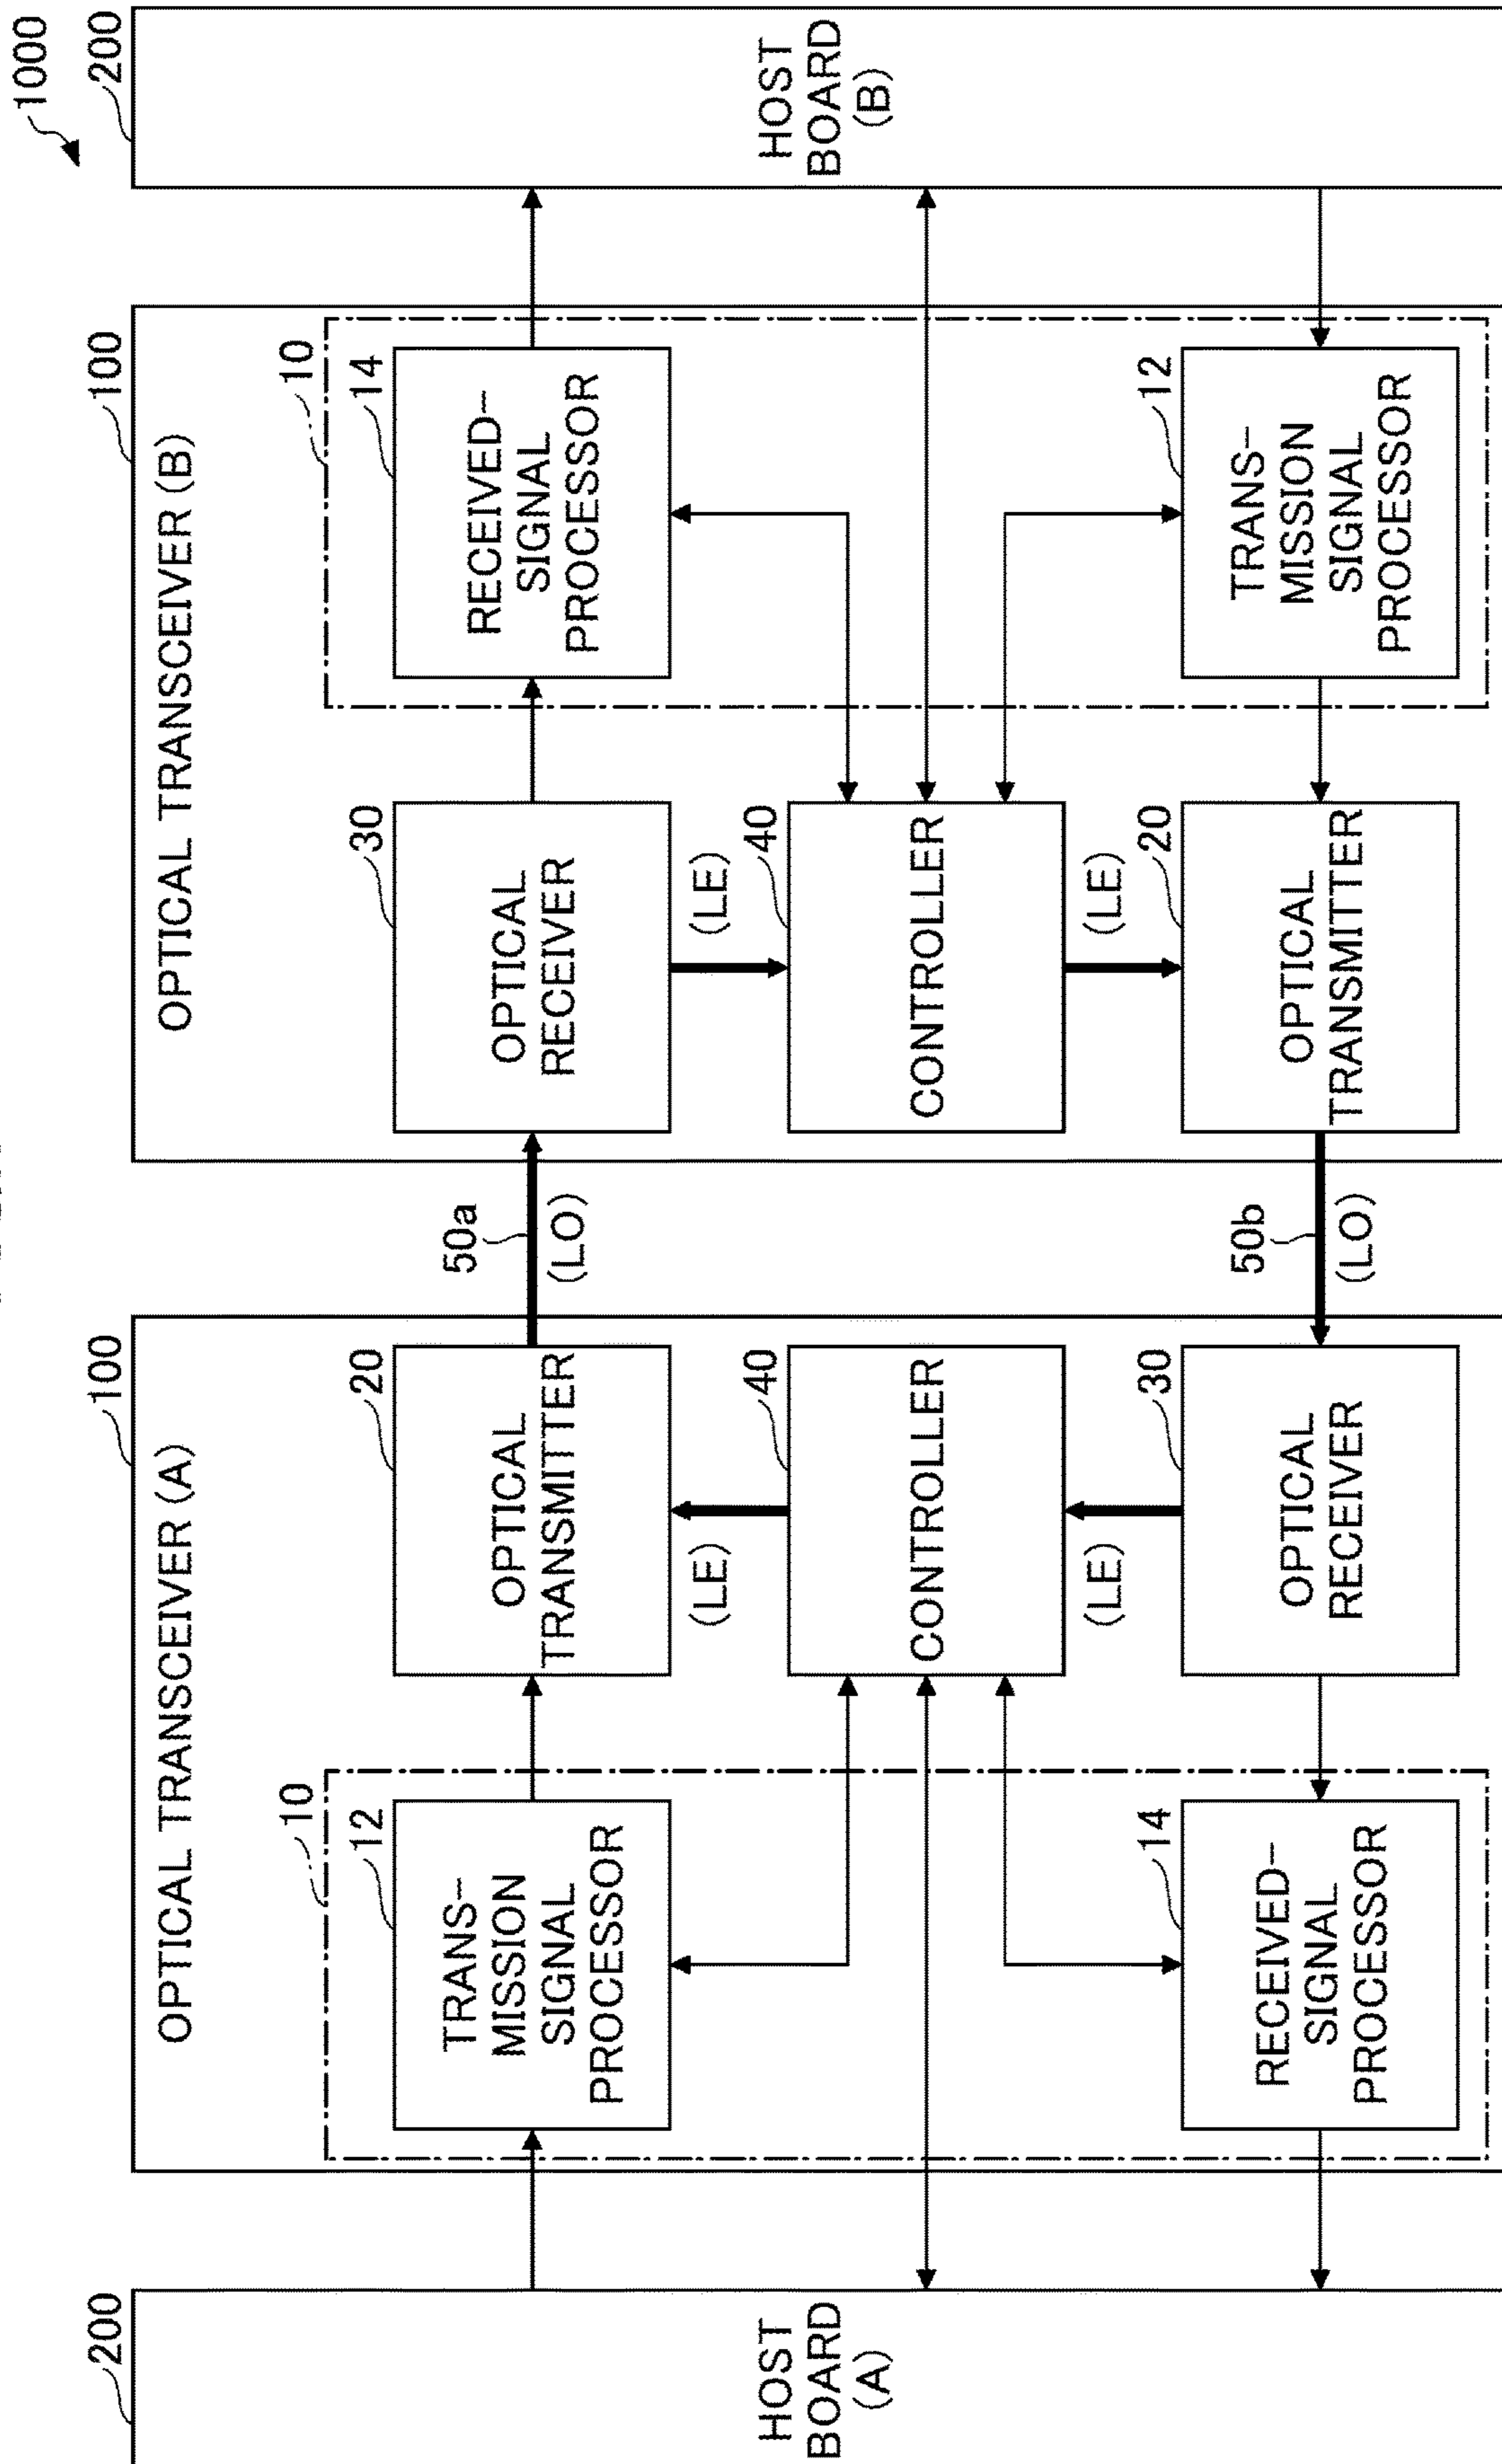 1000
200
HOST
BOARD
(A)
100
OPTICAL TRANSCEIVER (A)
10
12
TRANS-
MISSION
SIGNAL
PROCESSOR
20
OPTICAL
TRANSMITTER
(LE)
40
CONTROLLER
(LE)
14
RECEIVED-
SIGNAL
PROCESSOR
30
OPTICAL
RECEIVER
50a
(LO)
50b
(LO)
100
OPTICAL TRANSCEIVER (B)
30
OPTICAL
RECEIVER
10
14
RECEIVED-
SIGNAL
PROCESSOR
(LE)
40
CONTROLLER
(LE)
20
OPTICAL
TRANSMITTER
12
TRANS-
MISSION
SIGNAL
PROCESSOR
200
HOST
BOARD
(B)